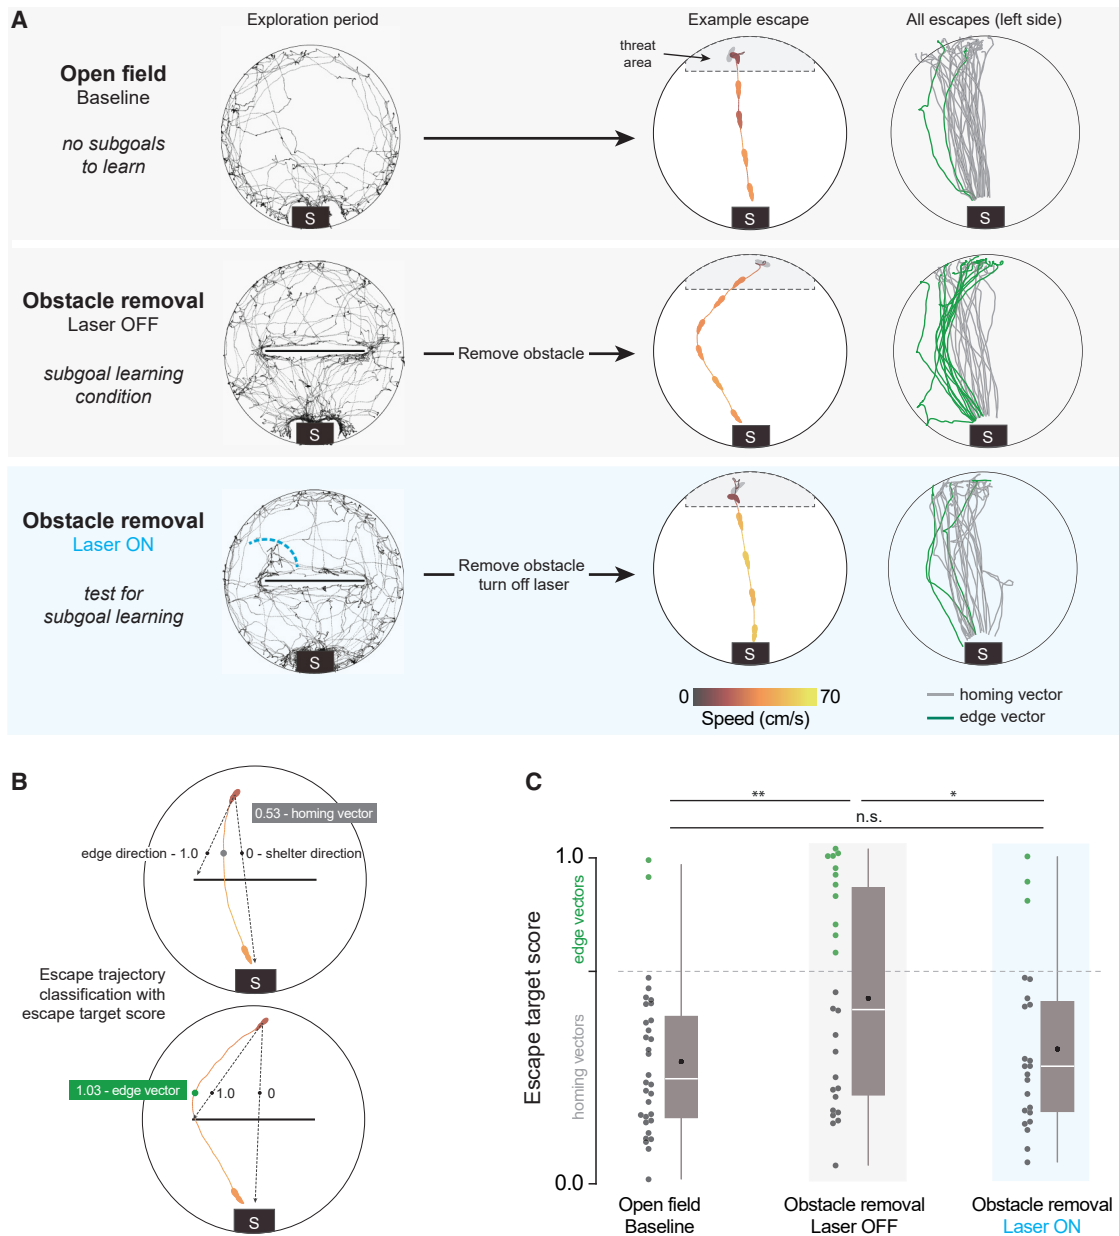 A
Exploration period
Example escape
All escapes (left side)
Open field
Baseline
no subgoals
to learn
S
threat
area
S
S
Obstacle removal
Laser OFF
subgoal learning
condition
S
Remove obstacle
S
S
Obstacle removal
Laser ON
test for
subgoal learning
S
Remove obstacle
turn off laser
S
S
0
70
Speed (cm/s)
homing vector
edge vector
B
0.53 - homing vector
edge direction - 1.0
0 - shelter direction
S
Escape trajectory
classification with
escape target score
1.03 - edge vector
1.0
0
S
C
**
*
n.s.
1.0
0.0
Escape target score
edge vectors
homing vectors
Open field
Baseline
Obstacle removal
Laser OFF
Obstacle removal
Laser ON